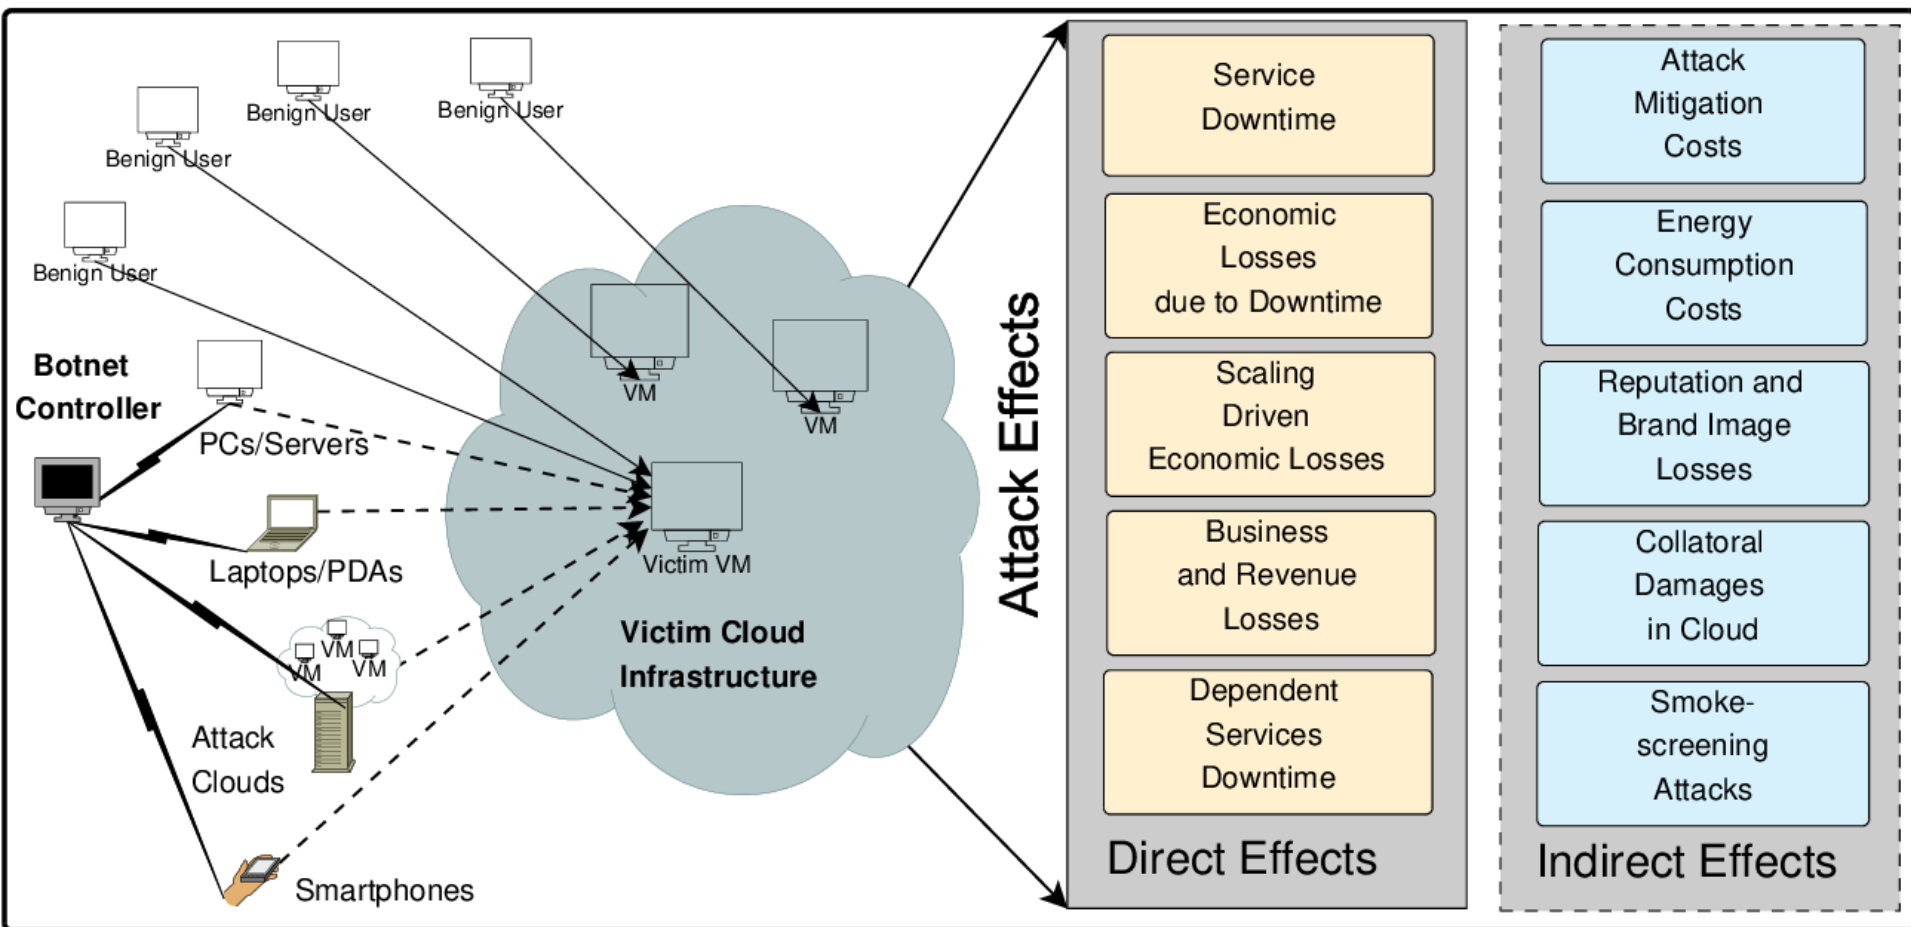 Benign User
Benign User
Benign User
Benign User
Botnet
Controller
PCs/Servers
Laptops/PDAs
VM
VM
VM
Attack
Clouds
Smartphones
VM
VM
Victim VM
Victim Cloud
Infrastructure
Attack Effects
Service
Downtime
Economic
Losses
due to Downtime
Scaling
Driven
Economic Losses
Business
and Revenue
Losses
Dependent
Services
Downtime
Direct Effects
Attack
Mitigation
Costs
Energy
Consumption
Costs
Reputation and
Brand Image
Losses
Collatoral
Damages
in Cloud
Smoke-
screening
Attacks
Indirect Effects